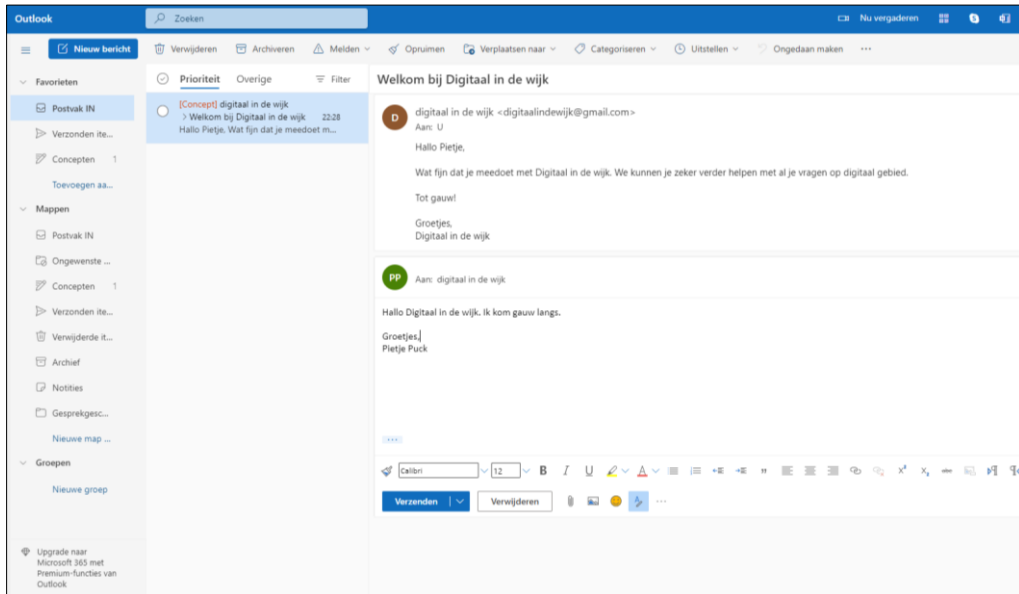 Outlook
Zoeken
Nu vergaderen
Nieuw bericht
Verwijderen
Archiveren
Melden
Opruimen
Verplaatsen naar
Categoriseren
Uitstellen
Ongedaan maken
...
Favorieten
Postvak IN
Verzonden ite...
Concepten 1
Toevoegen aa...
Mappen
Postvak IN
Ongewenste ...
Concepten 1
Verzonden ite...
Verwijderde it...
Archief
Notities
Gesprekgesc...
Nieuwe map ...
Groepen
Nieuwe groep
Upgrade naar
Microsoft 365 met
Premium-functies van
Outlook
Prioriteit Overige Filter
[Concept] digitaal in de wijk
> Welkom bij Digitaal in de wijk 22:28
Hallo Pietje, Wat fijn dat je meedoet m...
Welkom bij Digitaal in de wijk
D
digitaal in de wijk <digitaalindewijk@gmail.com>
Aan: U
Hallo Pietje,
Wat fijn dat je meedoet met Digitaal in de wijk. We kunnen je zeker verder helpen met al je vragen op digitaal gebied.
Tot gauw!
Groetjes,
Digitaal in de wijk
PP
Aan: digitaal in de wijk
Hallo Digitaal in de wijk. Ik kom gauw langs.
Groetjes,
Pietje Puck
...
Calibri 12 B I U A
Verzenden
Verwijderen
...